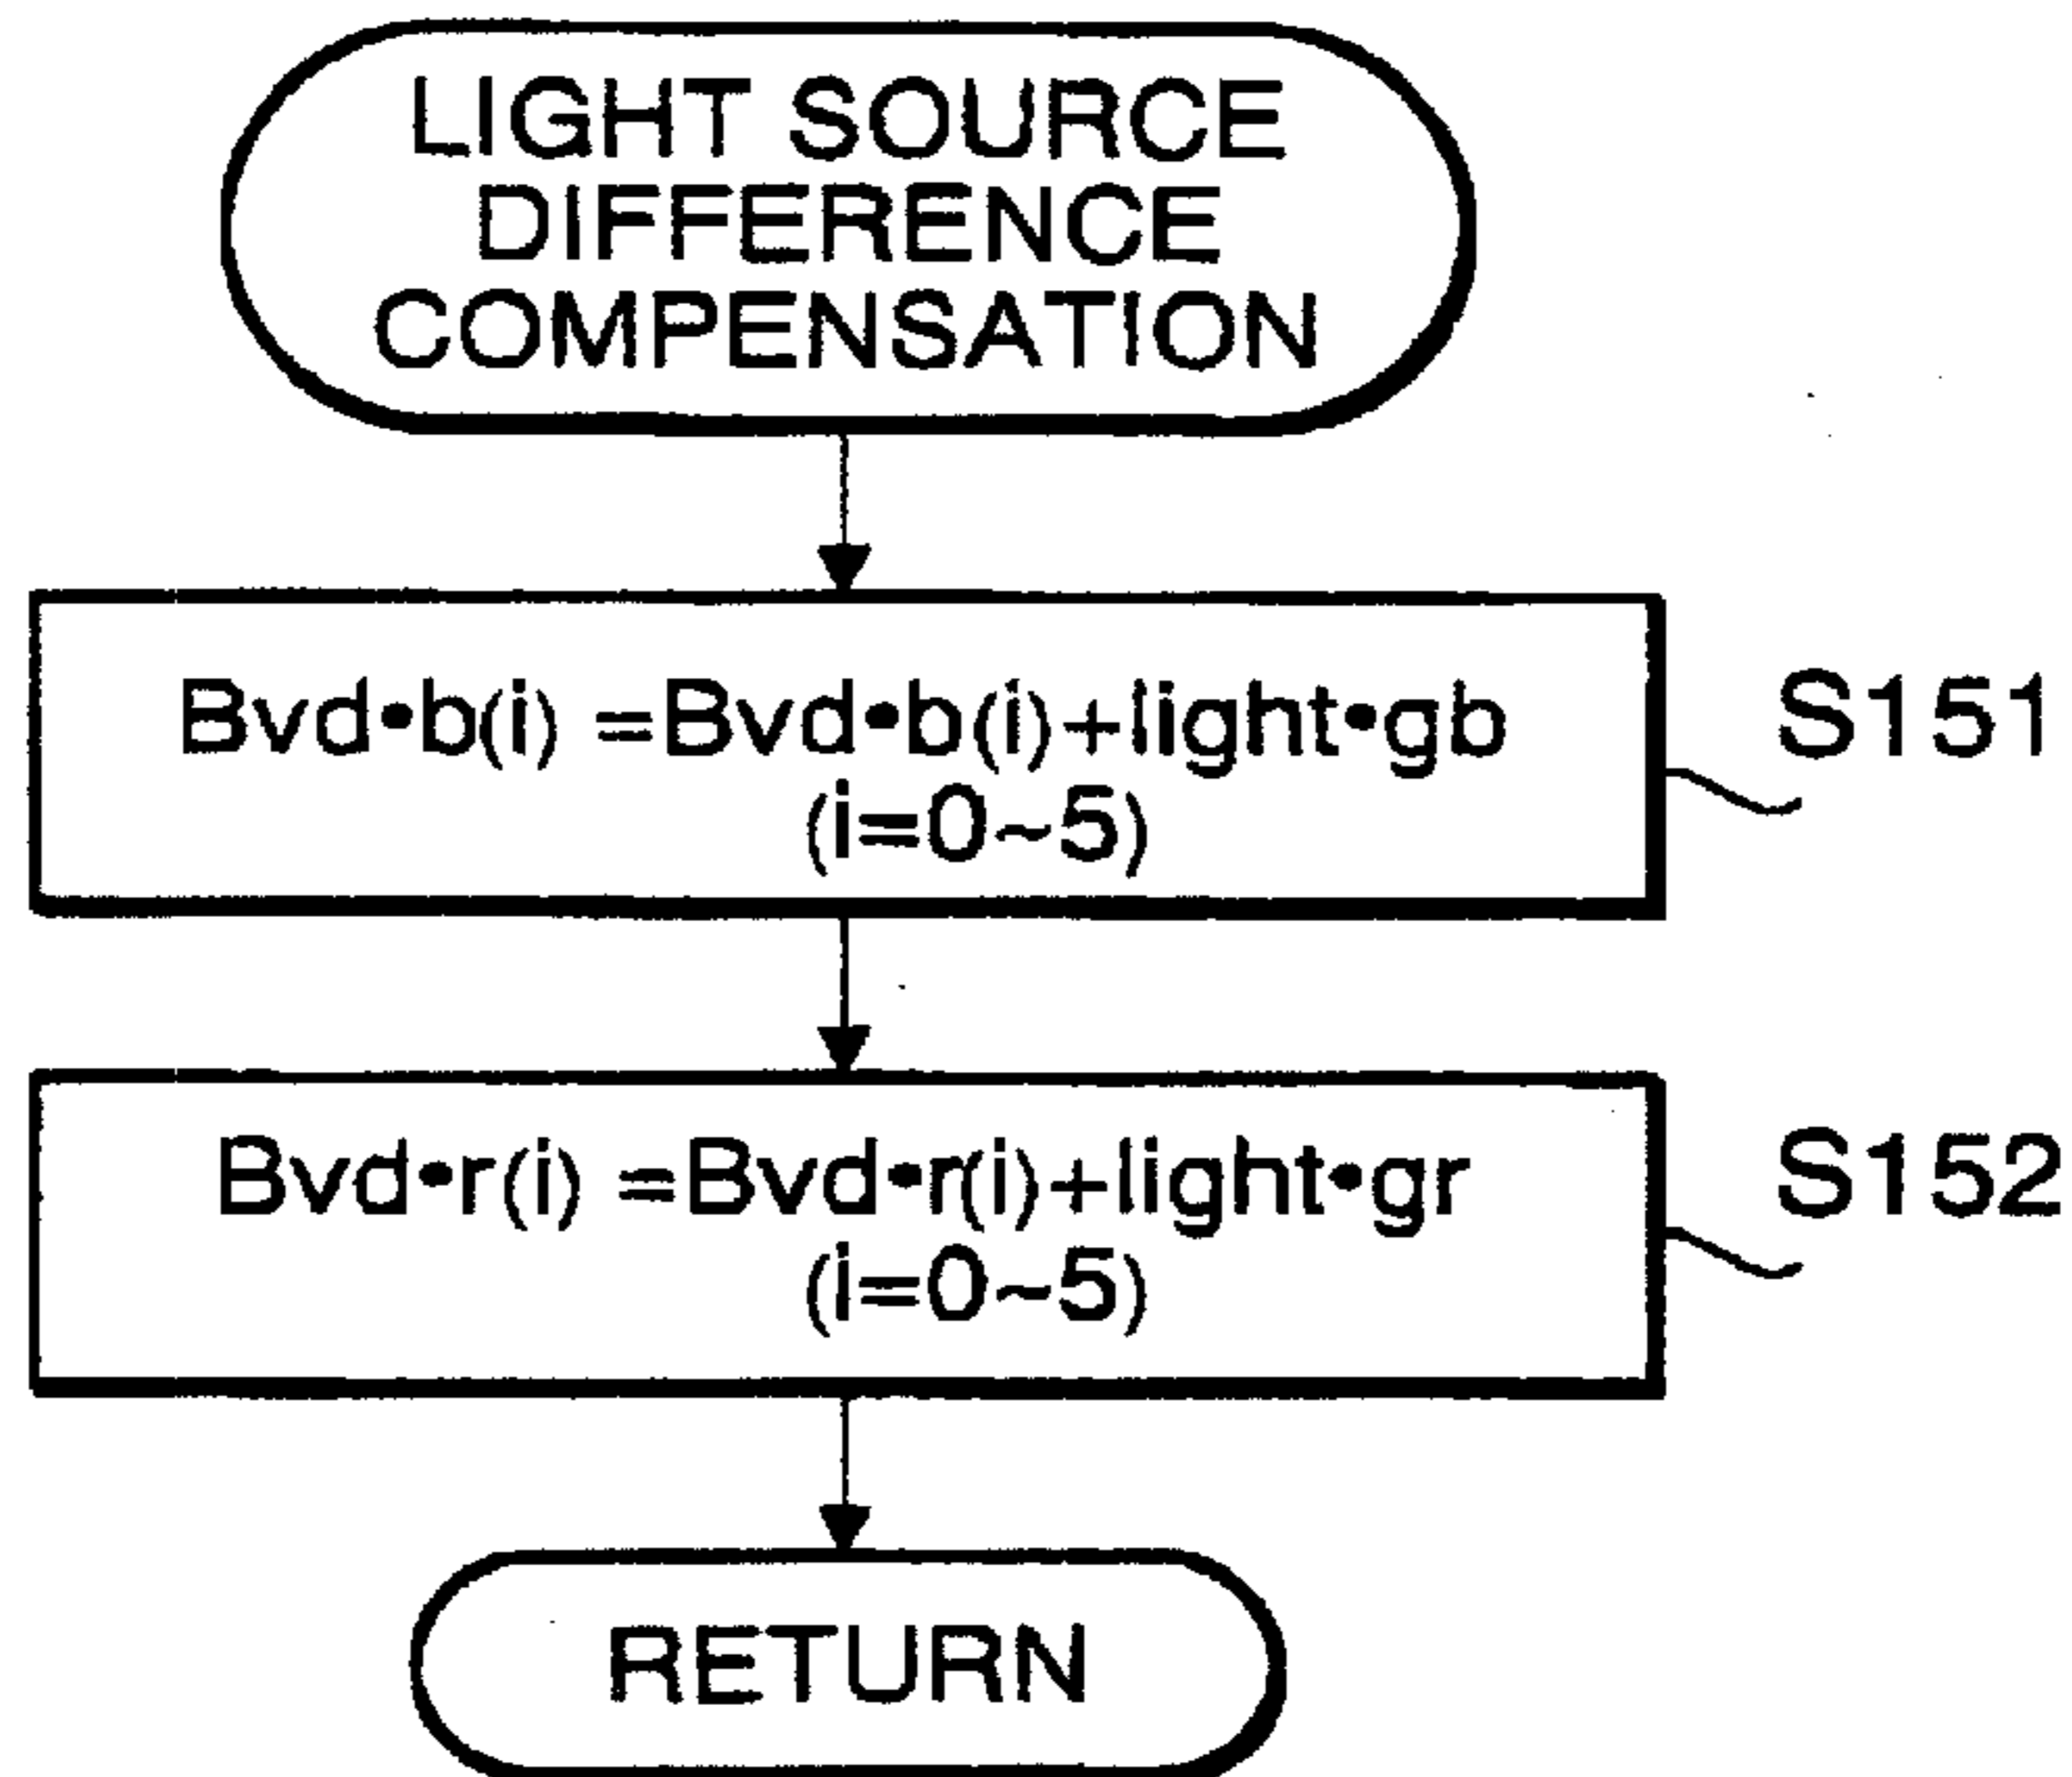 LIGHT SOURCE
DIFFERENCE
COMPENSATION
Bvd•b(i) =Bvd•b(i)+light•gb
(i=0~5)
S151
Bvd•r(i) =Bvd•r(i)+light•gr
(i=0~5)
S152
RETURN